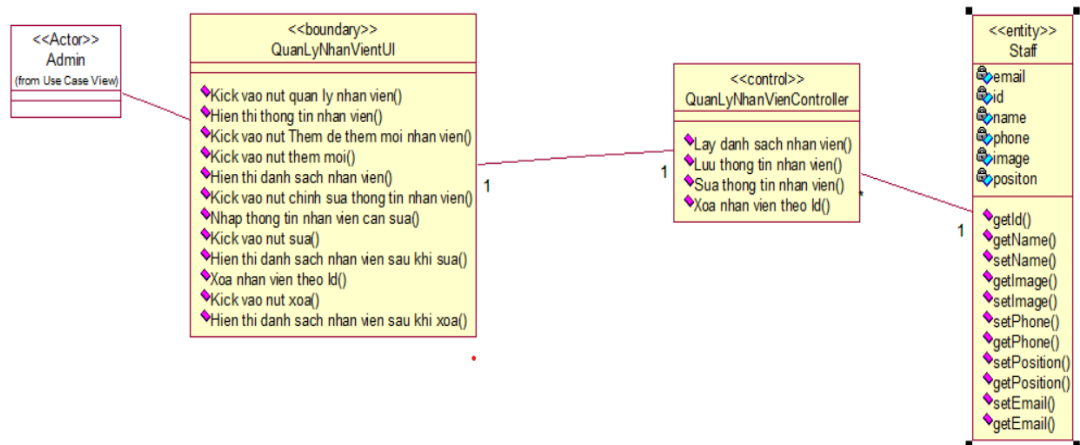 <<Actor>>
Admin
(from Use Case View)
<<boundary>>
QuanLyNhanVientUI
Kick vao nut quan ly nhan vien()
Hien thi thong tin nhan vien()
Kick vao nut Them de them moi nhan vien()
Kick vao nut them moi()
Hien thi danh sach nhan vien()
Kick vao nut chinh sua thong tin nhan vien()
Nhap thong tin nhan vien can sua()
Kick vao nut sua()
Hien thi danh sach nhan vien sau khi sua()
Xoa nhan vien theo Id()
Kick vao nut xoa()
Hien thi danh sach nhan vien sau khi xoa()
1
1
<<control>>
QuanLyNhanVienController
Lay danh sach nhan vien()
Luu thong tin nhan vien()
Sua thong tin nhan vien()
Xoa nhan vien theo Id()
*
1
<<entity>>
Staff
email
id
name
phone
image
positon
getId()
getName()
setName()
getImage()
setImage()
setPhone()
getPhone()
setPosition()
getPosition()
setEmail()
getEmail()